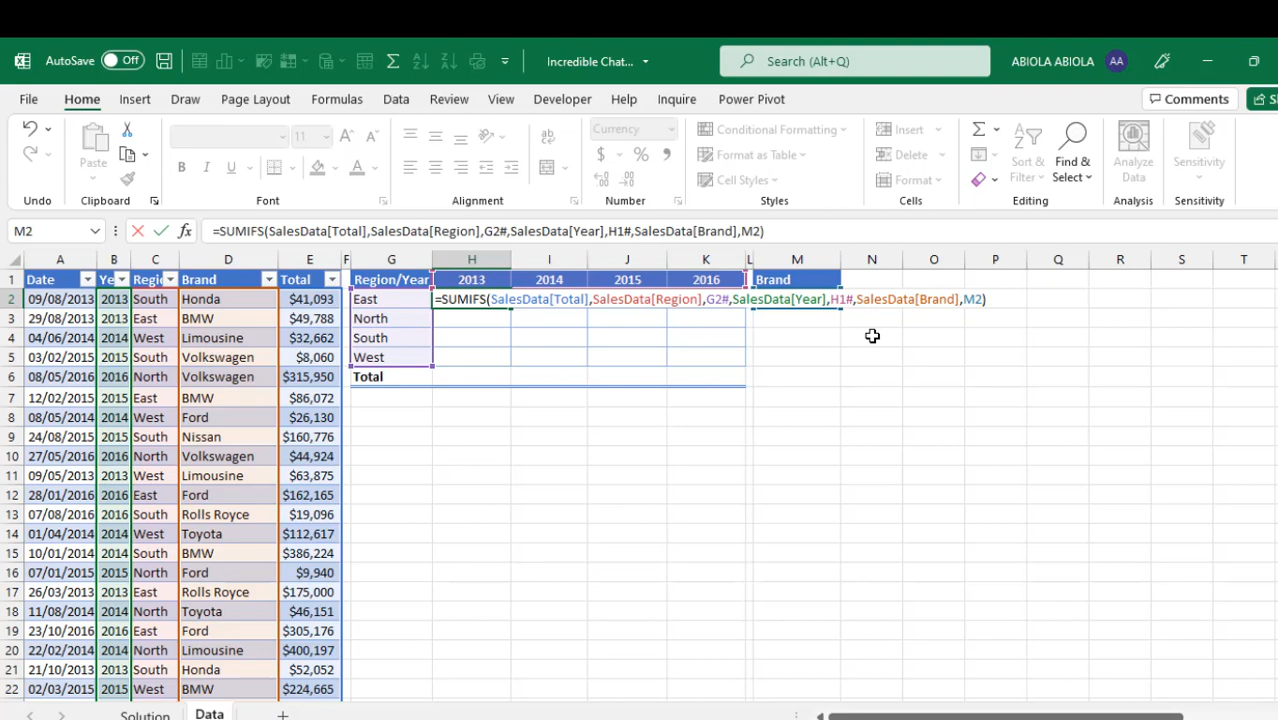 AutoSave Off Incredible Chat... Search (Alt+Q) ABIOLA ABIOLA AA
File Home Insert Draw Page Layout Formulas Data Review View Developer Help Inquire Power Pivot Comments
11 Currency Conditional Formatting Insert
Paste Format as Table Delete Sort & Find & Analyze Sensitivity
Cell Styles Format Filter Select Data
Undo Clipboard Font Alignment Number Styles Cells Editing Analysis Sensitivity
M2 =SUMIFS(SalesData[Total],SalesData[Region],G2#,SalesData[Year],H1#,SalesData[Brand],M2)
A B C D E F G H I J K L M N O P Q R S T
1 Date Ye Regi Brand Total Region/Year 2013 2014 2015 2016 Brand
2 09/08/2013 2013 South Honda $41,093 East =SUMIFS(SalesData[Total],SalesData[Region],G2#,SalesData[Year],H1#,SalesData[Brand],M2)
3 29/08/2013 2013 East BMW $49,788 North
4 04/06/2014 2014 West Limousine $32,662 South
5 03/02/2015 2015 South Volkswagen $8,060 West
6 08/05/2016 2016 North Volkswagen $315,950 Total
7 12/02/2015 2015 East BMW $86,072
8 08/05/2014 2014 West Ford $26,130
9 24/08/2015 2015 South Nissan $160,776
10 27/05/2016 2016 North Volkswagen $44,924
11 09/05/2013 2013 West Limousine $63,875
12 28/01/2016 2016 East Ford $162,165
13 07/08/2016 2016 South Rolls Royce $19,096
14 01/04/2014 2014 West Toyota $112,617
15 10/01/2014 2014 South BMW $386,224
16 07/01/2015 2015 North Ford $9,940
17 26/03/2013 2013 East Rolls Royce $175,000
18 11/08/2014 2014 North Toyota $46,151
19 23/10/2016 2016 East Ford $305,176
20 22/02/2014 2014 North Limousine $400,197
21 21/10/2013 2013 South Honda $52,052
22 02/03/2015 2015 West BMW $224,665
Solution Data